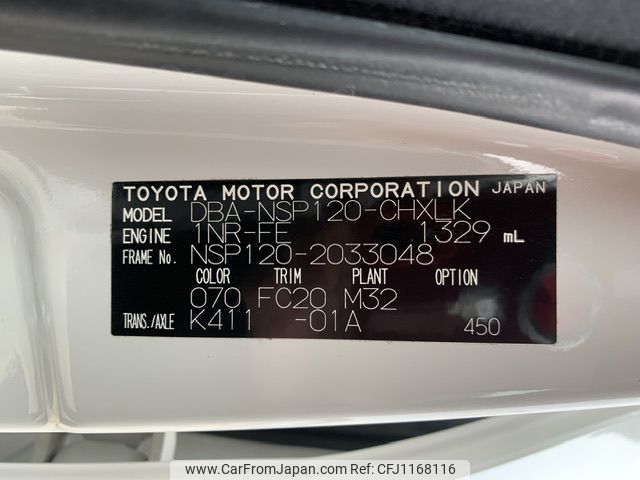 TOYOTA MOTOR CORPORATION JAPAN
MODEL DBA-NSP120-CHXLK
ENGINE 1NR-FE 1329 mL
FRAME No. NSP120-2033048
COLOR TRIM PLANT OPTION
070 FC20 M32
TRANS./AXLE K411 -01A 450
www.CarFromJapan.com | REF No. CFJ1168116